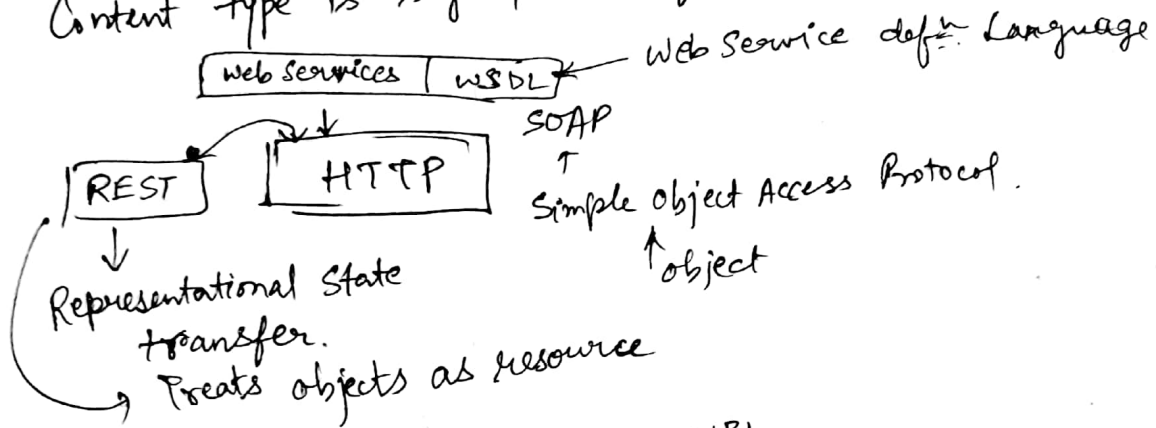 Content type is
Web Service defn. Language
Web Services | WSDL
SOAP
REST
HTTP
Simple Object Access Protocol.
object
Representational State
transfer.
Treats objects as resource